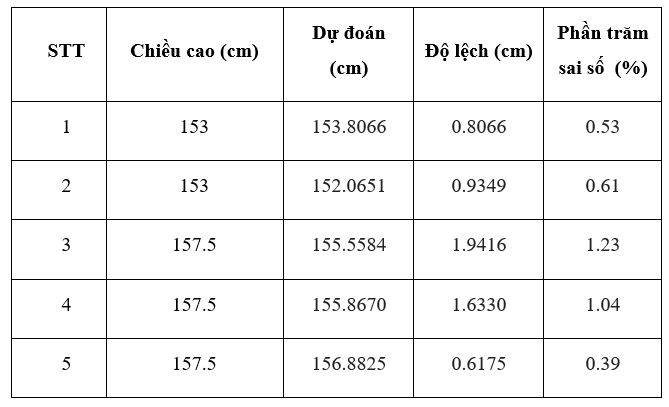 STT Chiều cao (cm) Dự đoán (cm) Độ lệch (cm) Phần trăm sai số (%)
1 153 153.8066 0.8066 0.53
2 153 152.0651 0.9349 0.61
3 157.5 155.5584 1.9416 1.23
4 157.5 155.8670 1.6330 1.04
5 157.5 156.8825 0.6175 0.39